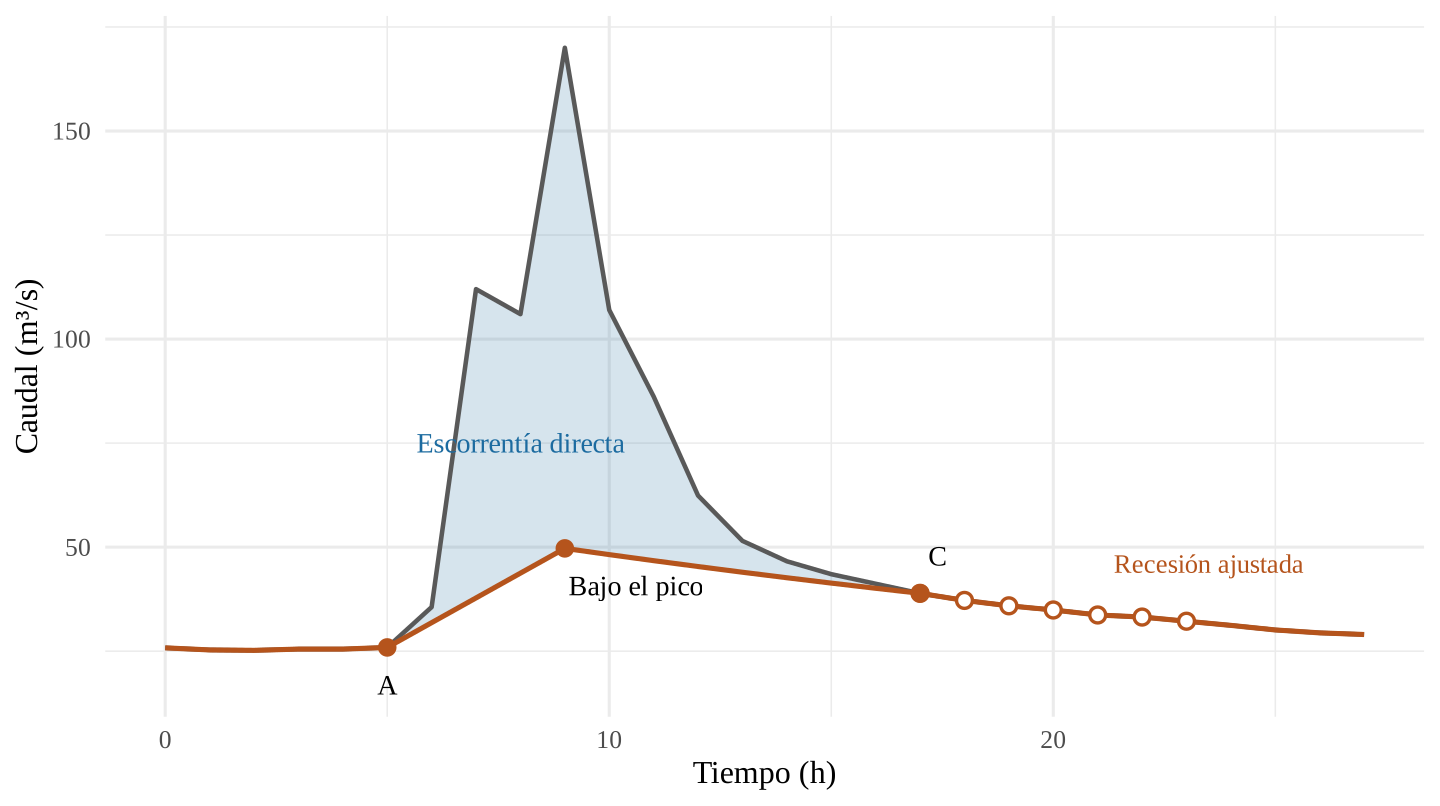 Caudal (m³/s)
150
100
50
Escorrentía directa
Bajo el pico
A
C
Recesión ajustada
0
10
20
Tiempo (h)